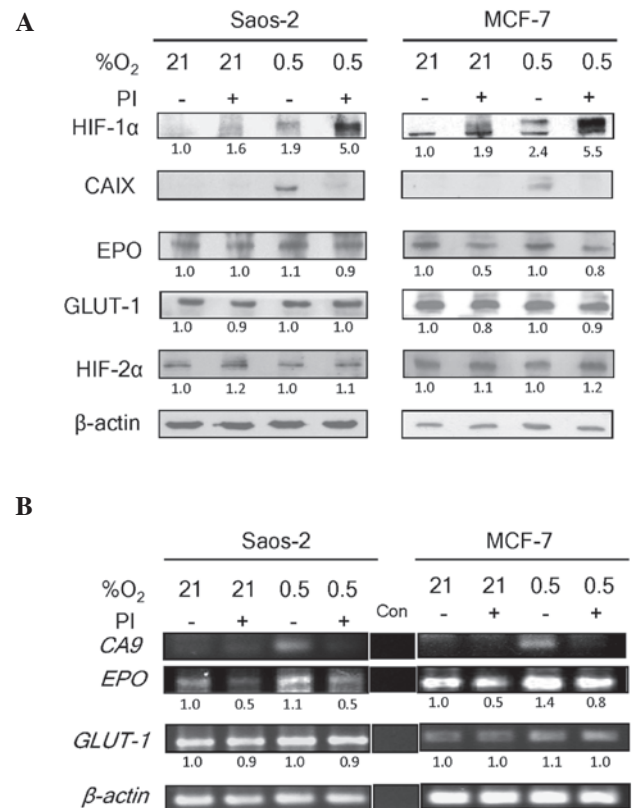 A
Saos-2 MCF-7
%O2 21 21 0.5 0.5 21 21 0.5 0.5
PI - + - + - + - +
HIF-1α
1.0 1.6 1.9 5.0 1.0 1.9 2.4 5.5
CAIX
EPO
1.0 1.0 1.1 0.9 1.0 0.5 1.0 0.8
GLUT-1
1.0 0.9 1.0 1.0 1.0 0.8 1.0 0.9
HIF-2α
1.0 1.2 1.0 1.1 1.0 1.1 1.0 1.2
β-actin
B
Saos-2 MCF-7
%O2 21 21 0.5 0.5 21 21 0.5 0.5
PI - + - + Con - + - +
CA9
EPO
1.0 0.5 1.1 0.5 1.0 0.5 1.4 0.8
GLUT-1
1.0 0.9 1.0 0.9 1.0 1.0 1.1 1.0
β-actin